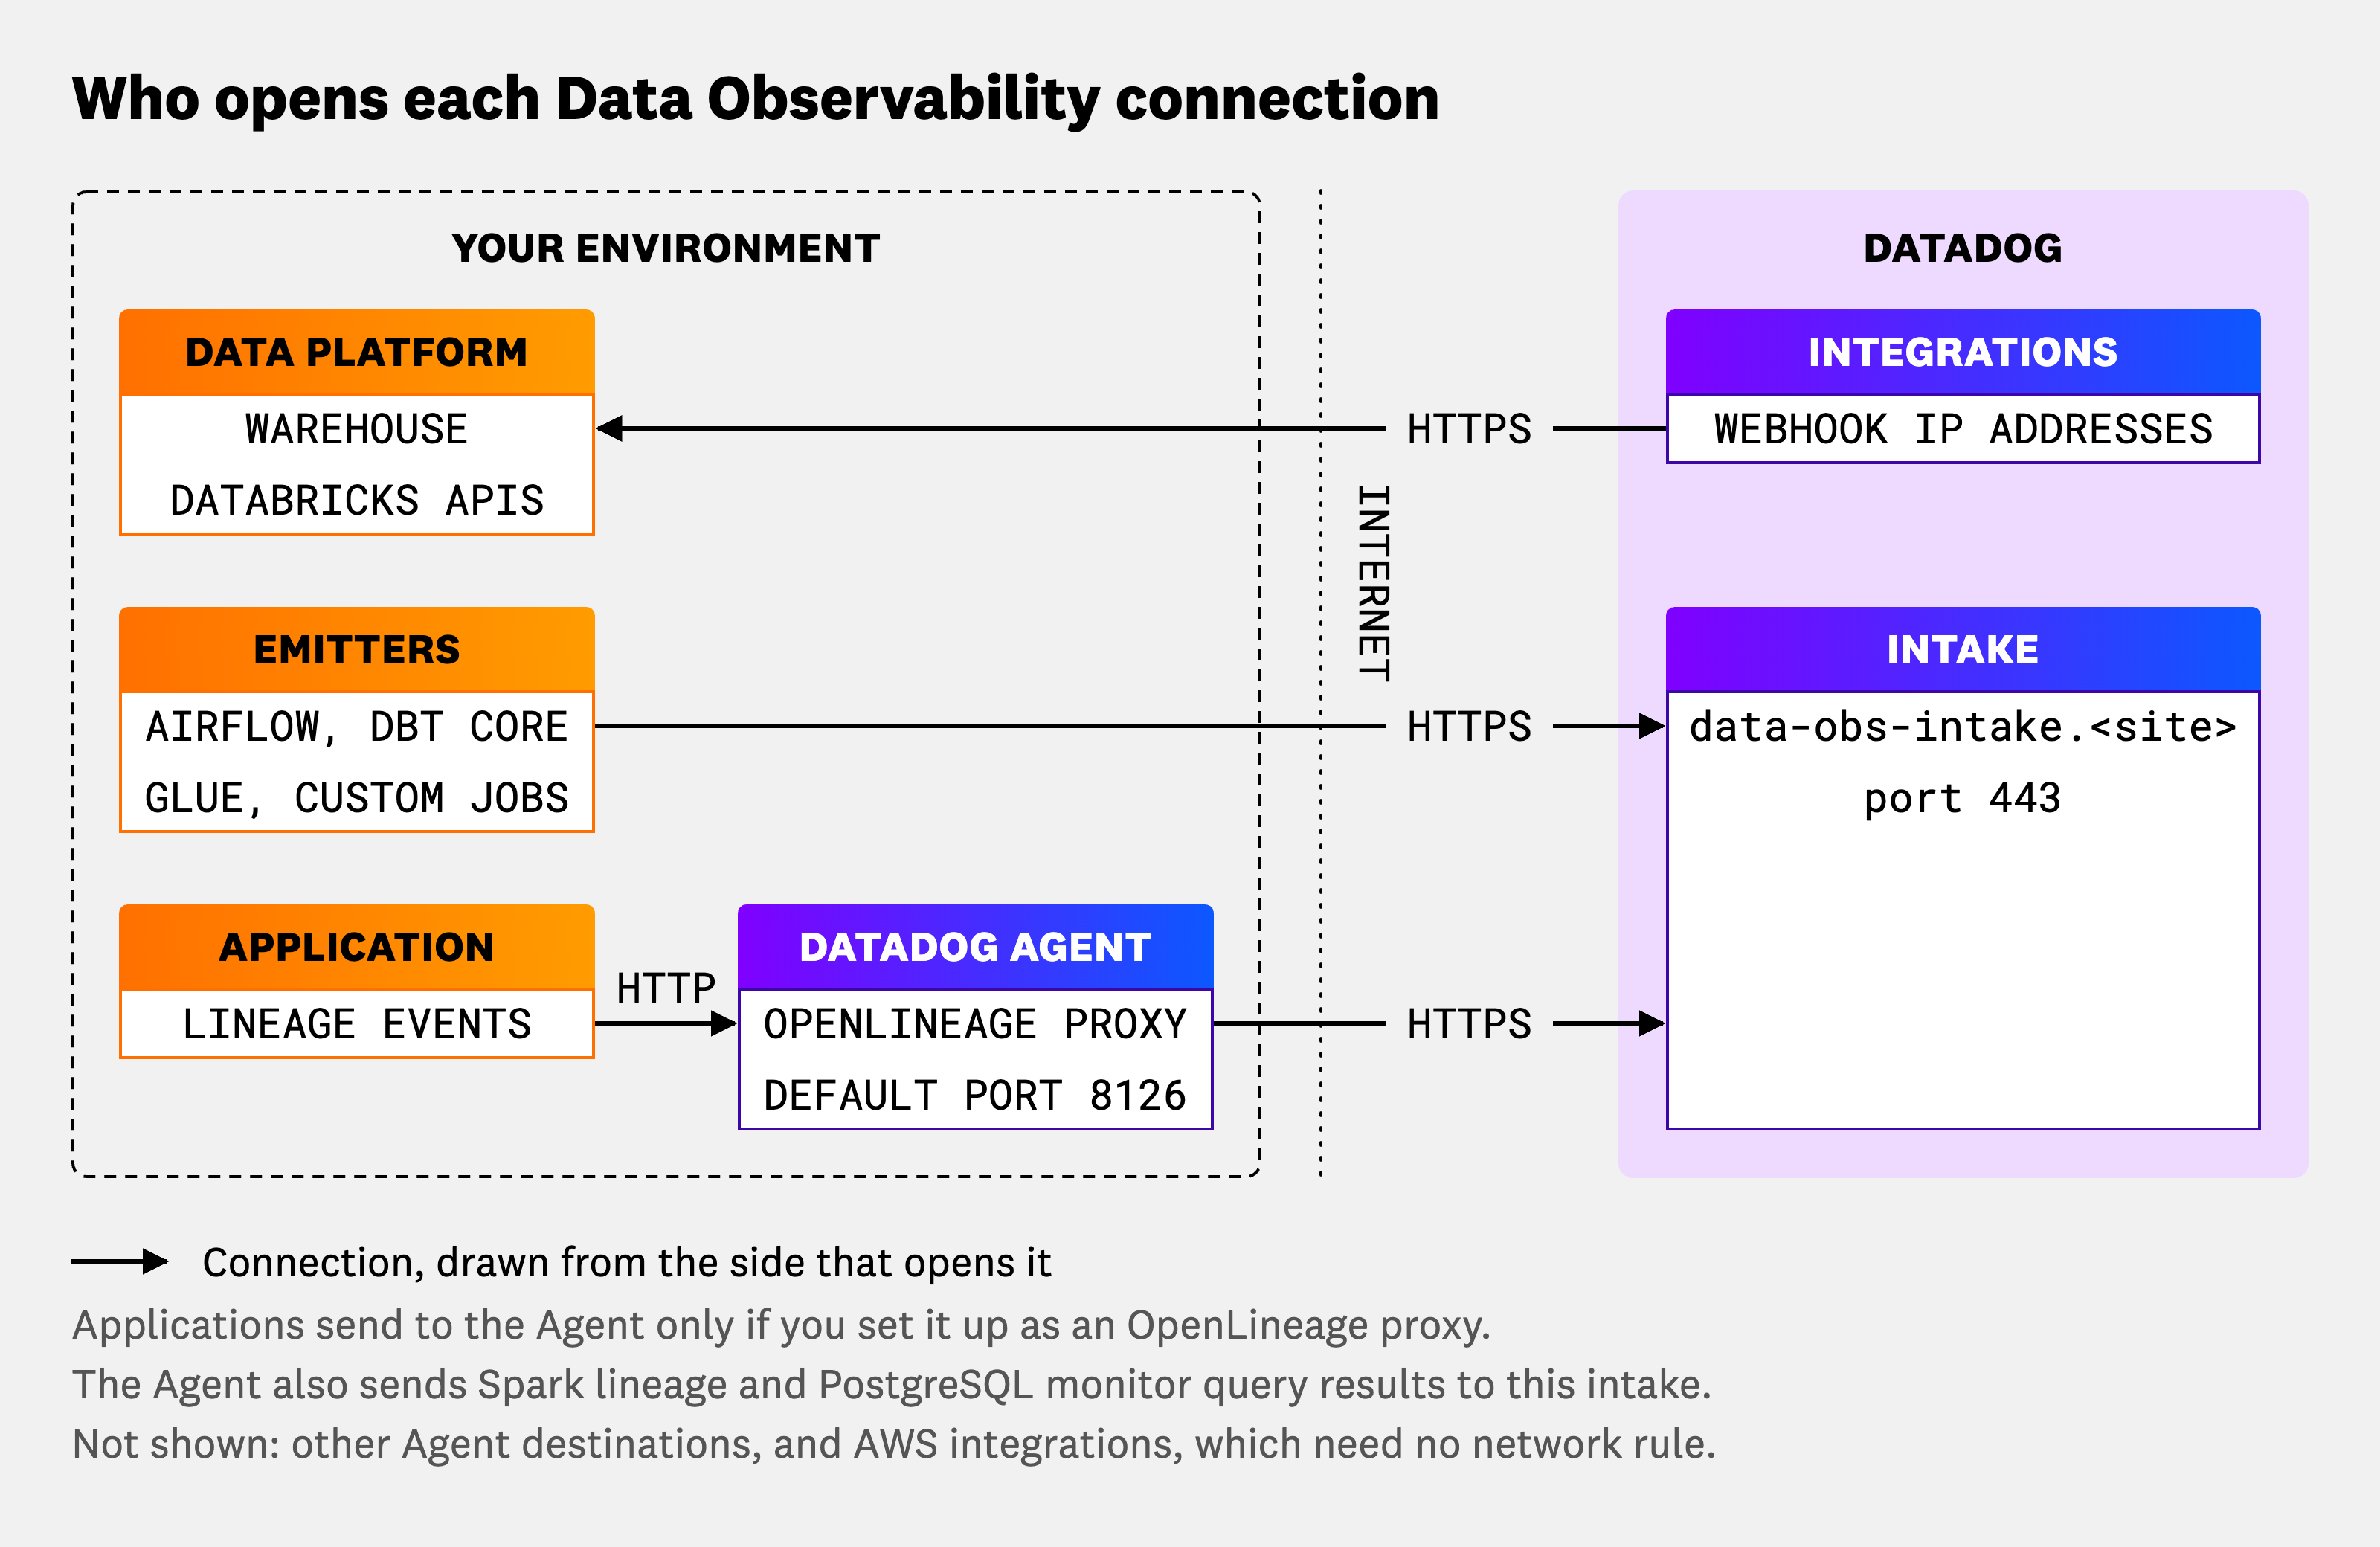 Who opens each Data Observability connection
YOUR ENVIRONMENT
DATADOG
DATA PLATFORM
WAREHOUSE
DATABRICKS APIS
HTTPS
INTEGRATIONS
WEBHOOK IP ADDRESSES
INTERNET
EMITTERS
AIRFLOW, DBT CORE
GLUE, CUSTOM JOBS
HTTPS
INTAKE
data-obs-intake.<site>
port 443
APPLICATION
LINEAGE EVENTS
HTTP
DATADOG AGENT
OPENLINEAGE PROXY
DEFAULT PORT 8126
HTTPS
Connection, drawn from the side that opens it
Applications send to the Agent only if you set it up as an OpenLineage proxy.
The Agent also sends Spark lineage and PostgreSQL monitor query results to this intake.
Not shown: other Agent destinations, and AWS integrations, which need no network rule.